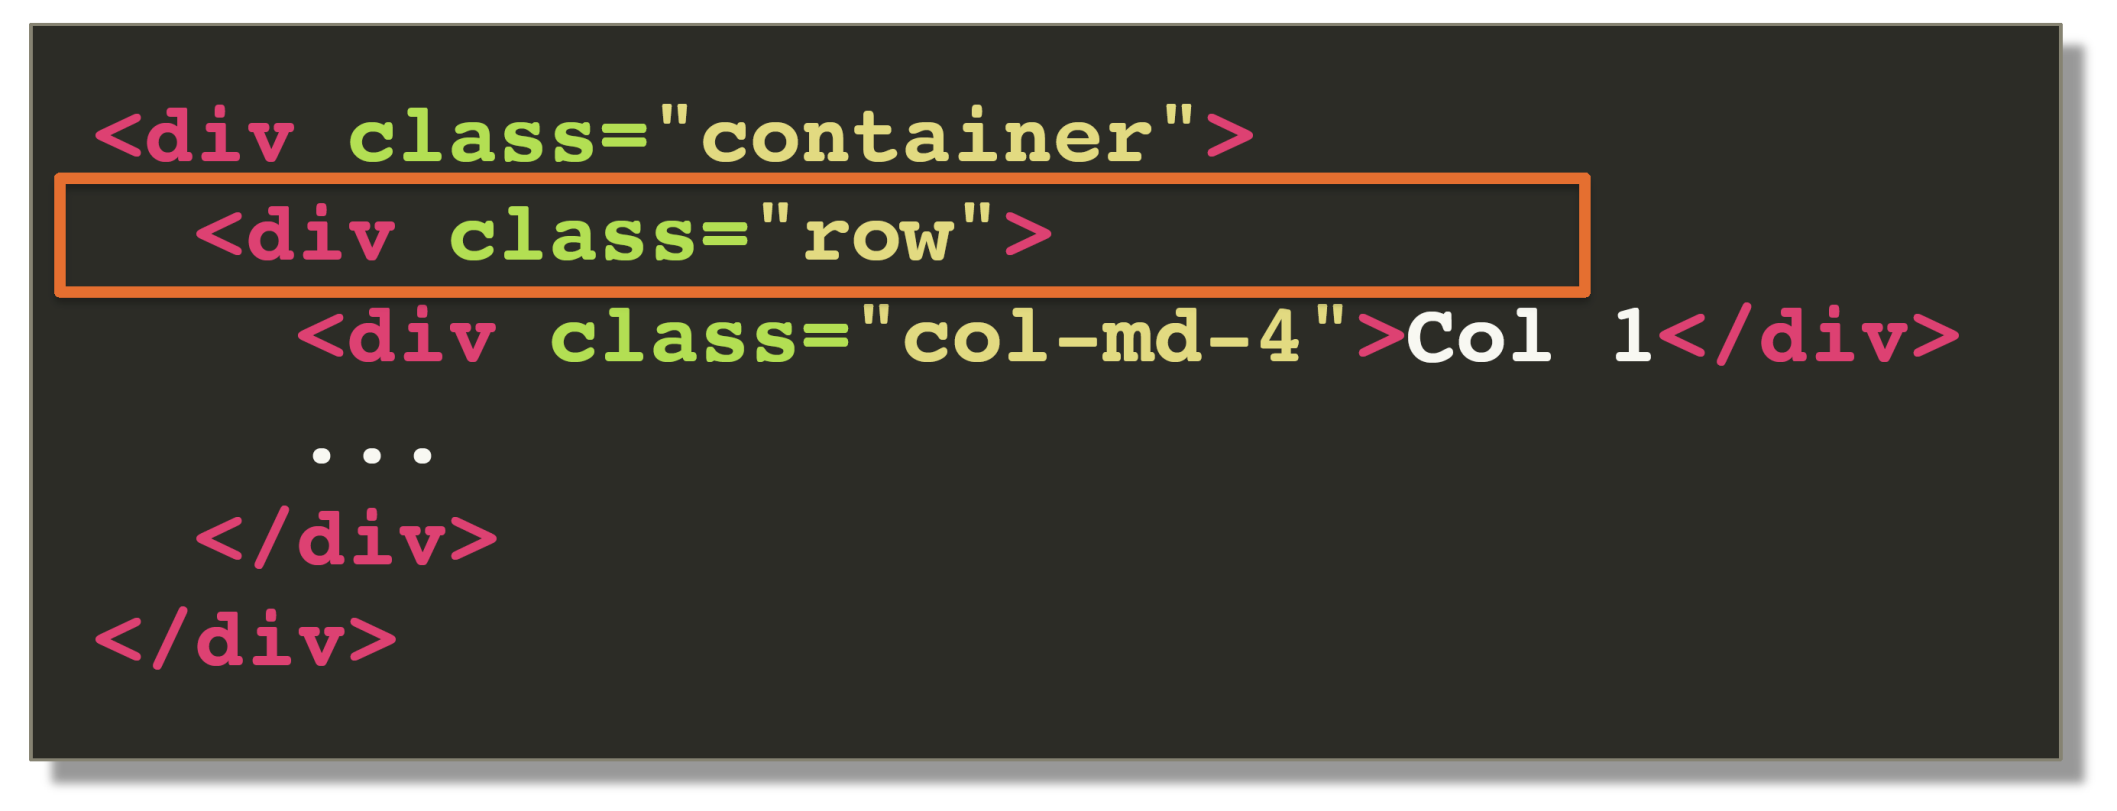 <div class="container">
<div class="row">
<div class="col-md-4">Col 1</div>
...
</div>
</div>